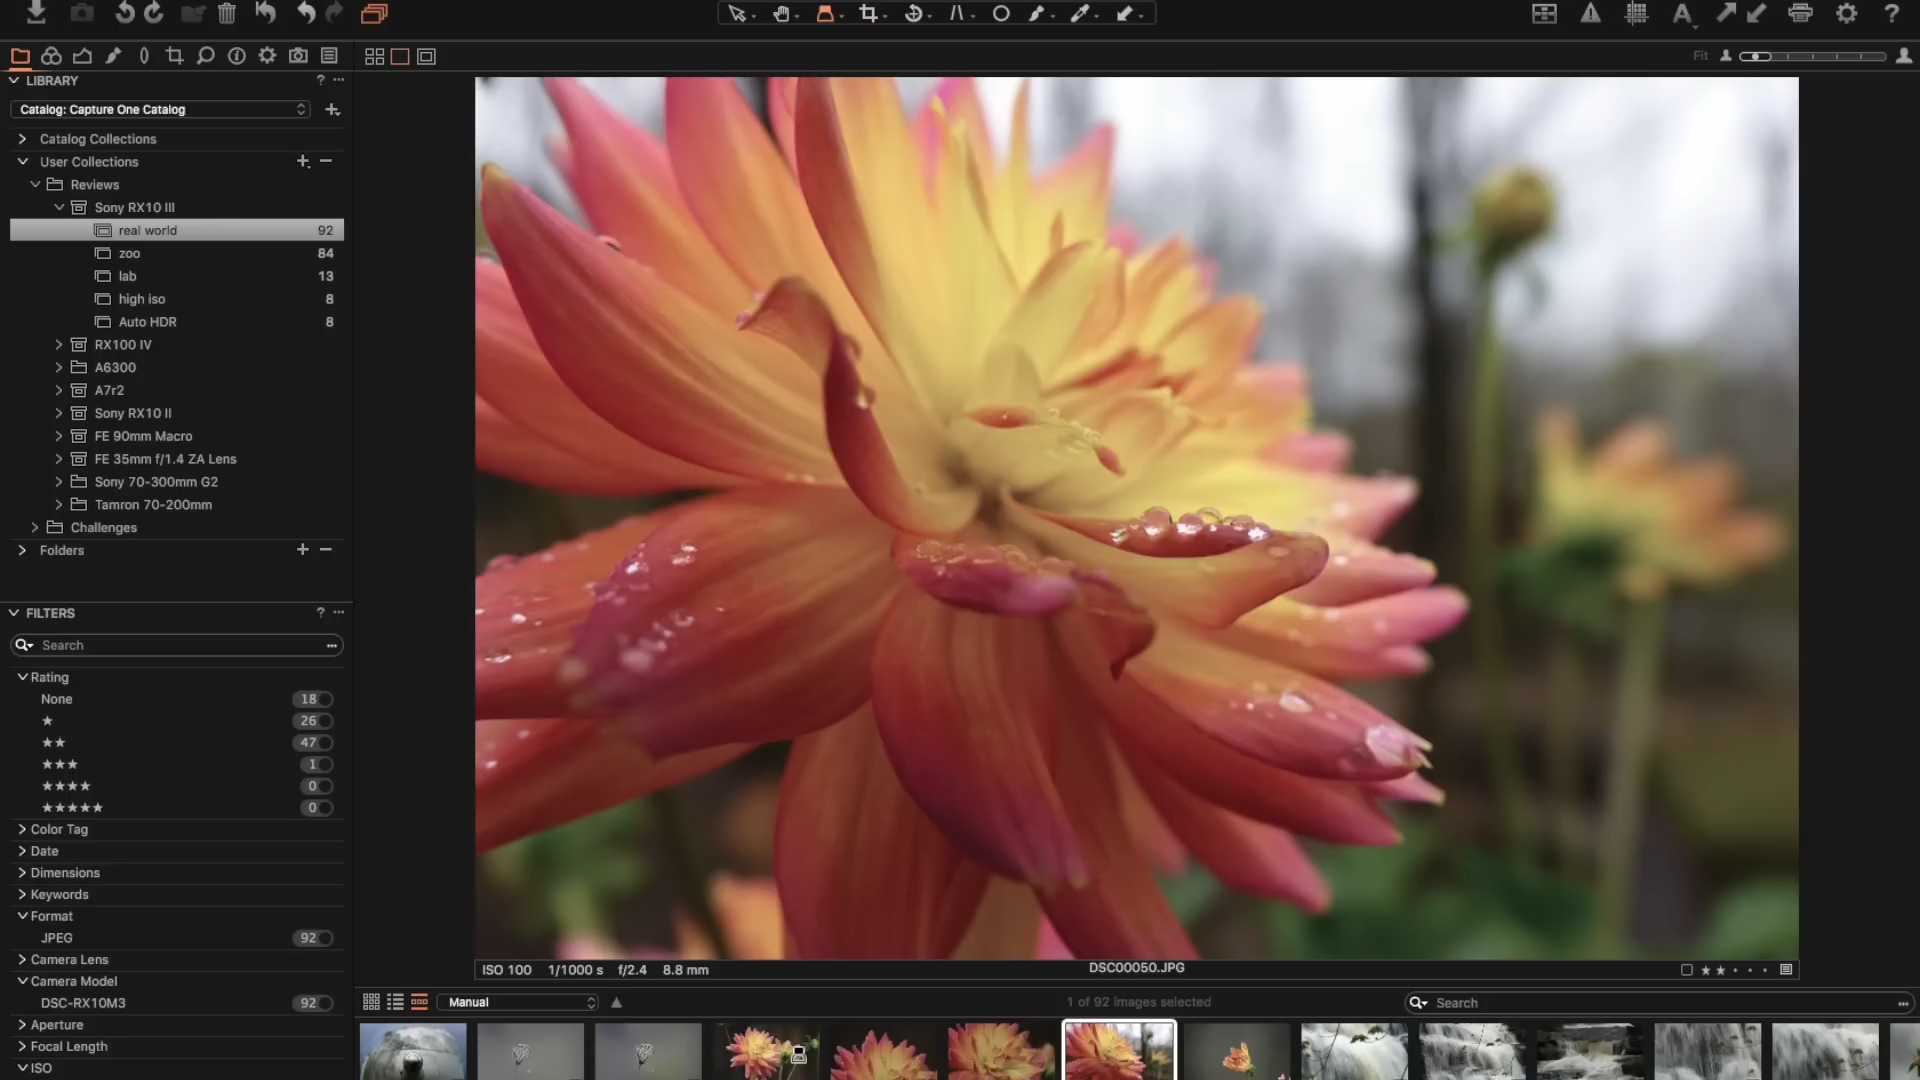 Fit
LIBRARY
?
Catalog: Capture One Catalog
Catalog Collections
User Collections
Reviews
Sony RX10 III
real world 92
zoo 84
lab 13
high iso 8
Auto HDR 8
RX100 IV
A6300
A7r2
Sony RX10 II
FE 90mm Macro
FE 35mm f/1.4 ZA Lens
Sony 70-300mm G2
Tamron 70-200mm
Challenges
Folders
FILTERS
?
Search
Rating
None 18
★ 26
★★ 47
★★★ 1
★★★★ 0
★★★★★ 0
Color Tag
Date
Dimensions
Keywords
Format
JPEG 92
Camera Lens
Camera Model
DSC-RX10M3 92
Aperture
Focal Length
ISO
ISO 100 1/1000 s f/2.4 8.8 mm
DSC00050.JPG
Manual
1 of 92 images selected
Search